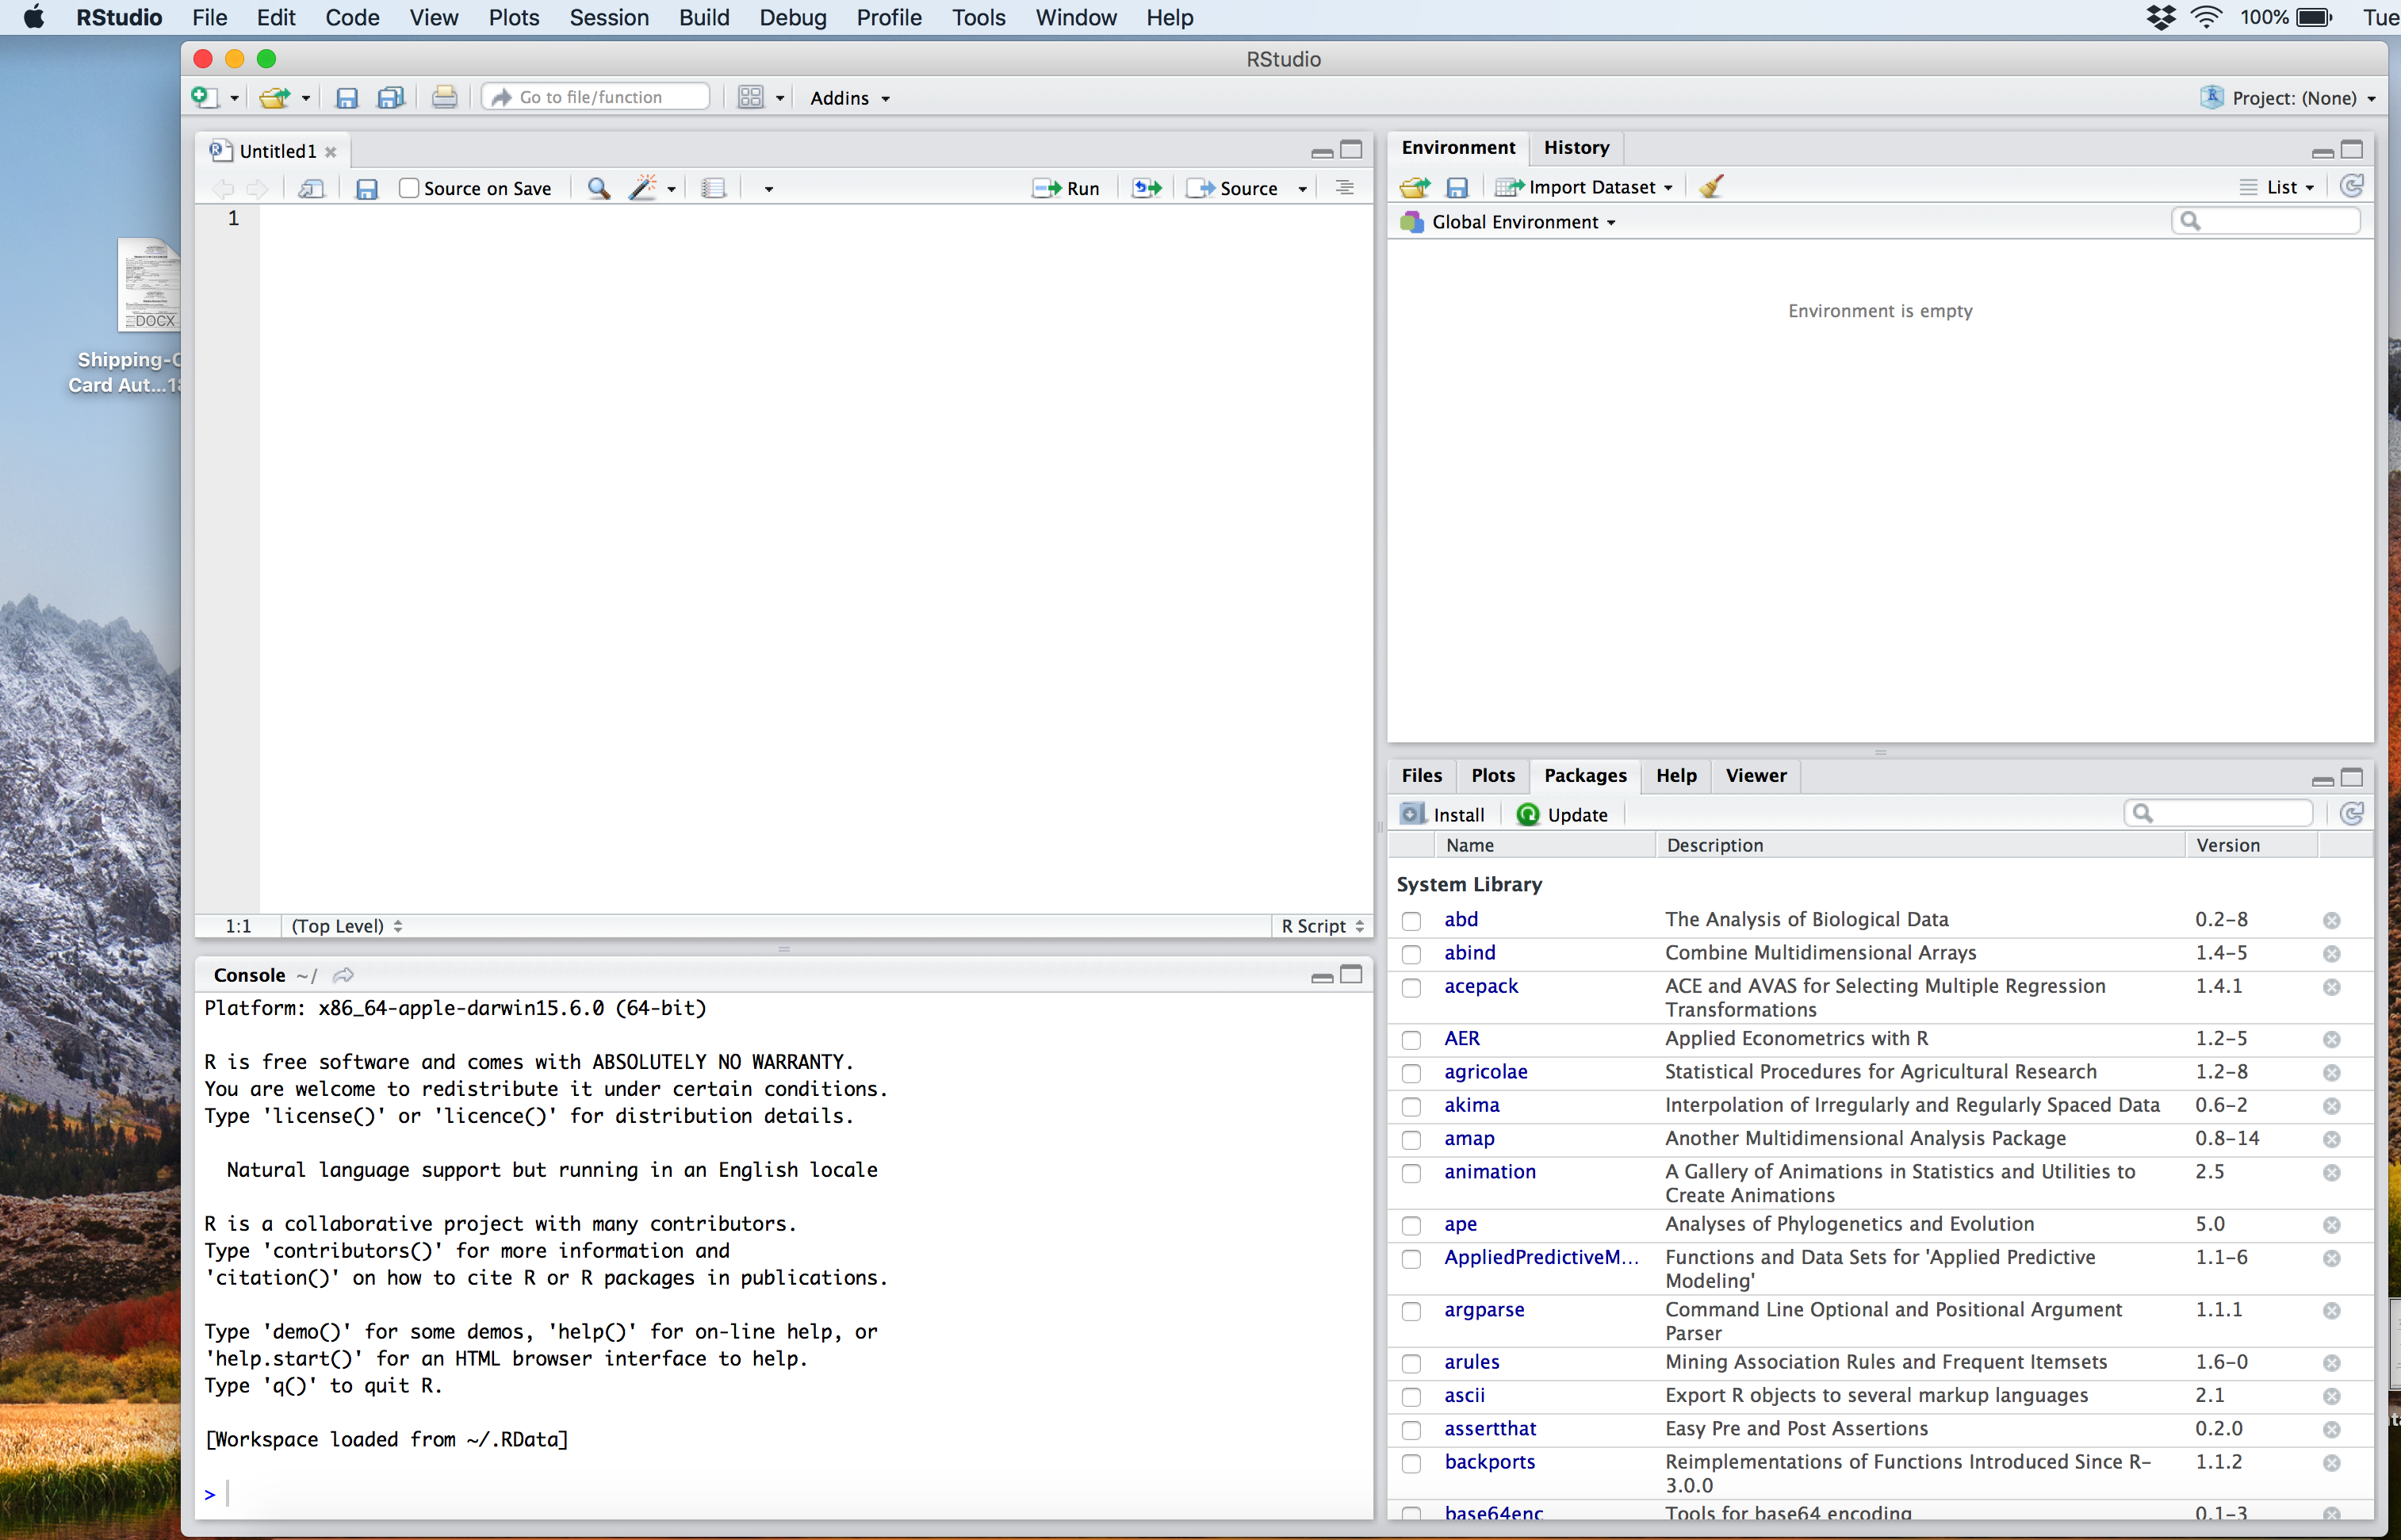 RStudio File Edit Code View Plots Session Build Debug Profile Tools Window Help 100% Tue
RStudio
Go to file/function Addins Project: (None)
DOCX
Shipping-C
Card Aut...18
Untitled1
Source on Save Run Source
1
1:1 (Top Level) R Script
Console ~/
Platform: x86_64-apple-darwin15.6.0 (64-bit)
R is free software and comes with ABSOLUTELY NO WARRANTY.
You are welcome to redistribute it under certain conditions.
Type 'license()' or 'licence()' for distribution details.
Natural language support but running in an English locale
R is a collaborative project with many contributors.
Type 'contributors()' for more information and
'citation()' on how to cite R or R packages in publications.
Type 'demo()' for some demos, 'help()' for on-line help, or
'help.start()' for an HTML browser interface to help.
Type 'q()' to quit R.
[Workspace loaded from ~/.RData]
>
Environment History
Import Dataset List
Global Environment
Environment is empty
Files Plots Packages Help Viewer
Install Update
Name Description Version
System Library
abd The Analysis of Biological Data 0.2-8
abind Combine Multidimensional Arrays 1.4-5
acepack ACE and AVAS for Selecting Multiple Regression 1.4.1
Transformations
AER Applied Econometrics with R 1.2-5
agricolae Statistical Procedures for Agricultural Research 1.2-8
akima Interpolation of Irregularly and Regularly Spaced Data 0.6-2
amap Another Multidimensional Analysis Package 0.8-14
animation A Gallery of Animations in Statistics and Utilities to 2.5
Create Animations
ape Analyses of Phylogenetics and Evolution 5.0
AppliedPredictiveM... Functions and Data Sets for 'Applied Predictive 1.1-6
Modeling'
argparse Command Line Optional and Positional Argument 1.1.1
Parser
arules Mining Association Rules and Frequent Itemsets 1.6-0
ascii Export R objects to several markup languages 2.1
assertthat Easy Pre and Post Assertions 0.2.0
backports Reimplementations of Functions Introduced Since R- 1.1.2
3.0.0
base64enc Tools for base64 encoding 0.1-3